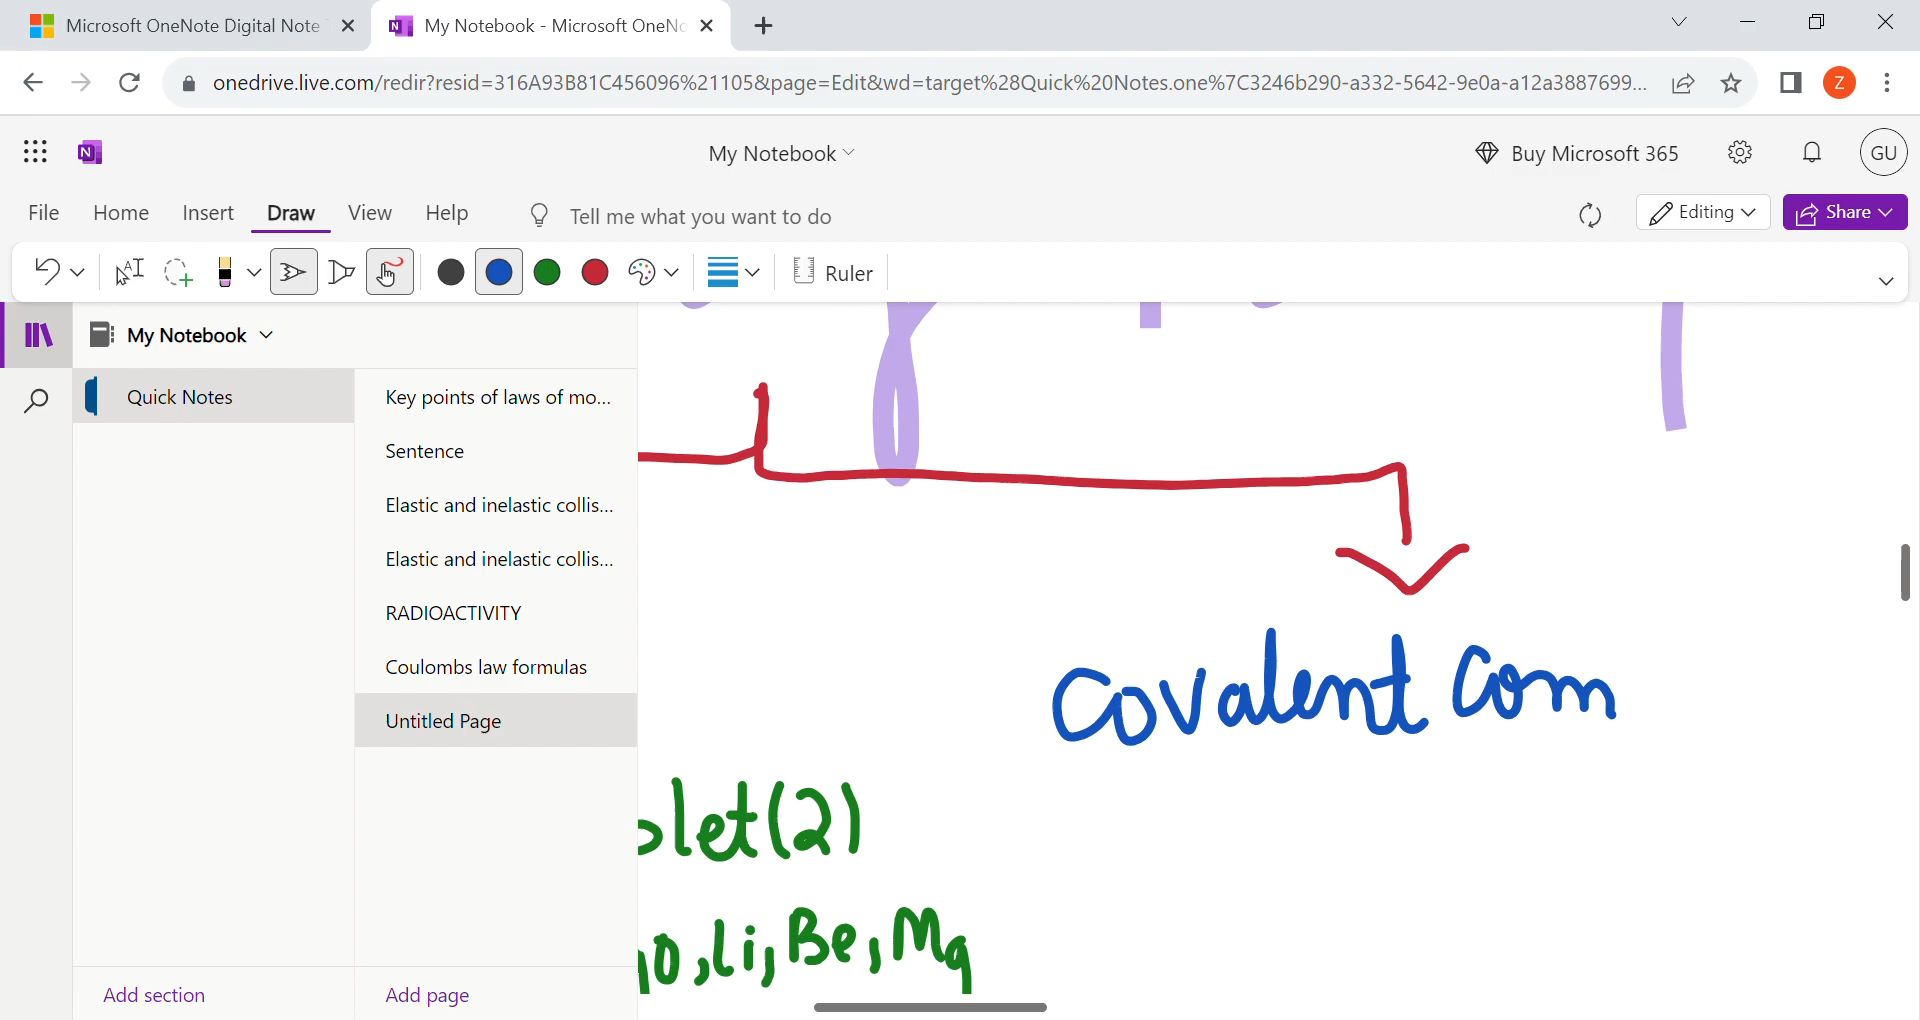 Microsoft OneNote Digital Note
My Notebook - Microsoft OneNo
onedrive.live.com/redir?resid=316A93B81C456096%21105&page=Edit&wd=target%28Quick%20Notes.one%7C3246b290-a332-5642-9e0a-a12a3887699...
Z
N
My Notebook
Buy Microsoft 365
GU
File Home Insert Draw View Help Tell me what you want to do
Editing
Share
AI
Ruler
My Notebook
Quick Notes
Key points of laws of mo...
Sentence
Elastic and inelastic collis...
Elastic and inelastic collis...
RADIOACTIVITY
Coulombs law formulas
Untitled Page
Add section
Add page
Covalent Com
let(2)
,Li,Be,Mg